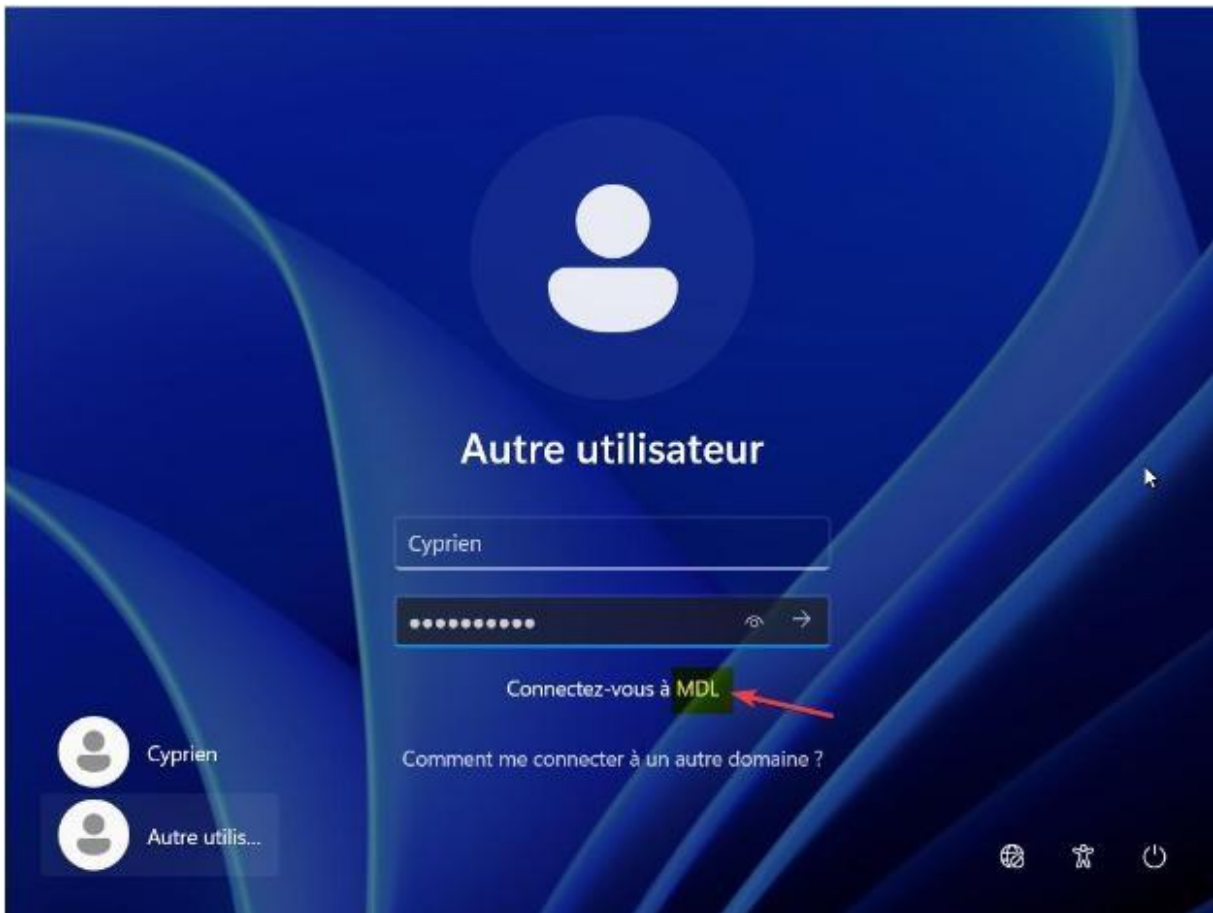 Autre utilisateur
Cyprien
Connectez-vous à MDL
Comment me connecter à un autre domaine ?
Cyprien
Autre utilis...